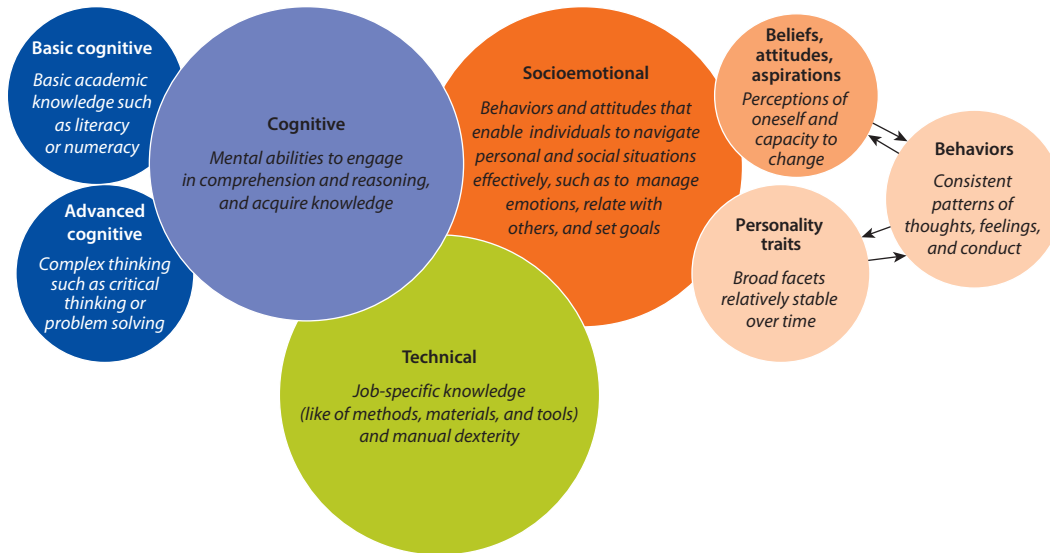 Basic cognitive
Basic academic
knowledge such
as literacy
or numeracy
Advanced
cognitive
Complex thinking
such as critical
thinking or
problem solving
Cognitive
Mental abilities to engage
in comprehension and reasoning,
and acquire knowledge
Technical
Job-specific knowledge
(like of methods, materials, and tools)
and manual dexterity
Socioemotional
Behaviors and attitudes that
enable individuals to navigate
personal and social situations
effectively, such as to manage
emotions, relate with
others, and set goals
Beliefs,
attitudes,
aspirations
Perceptions of
oneself and
capacity to
change
Personality
traits
Broad facets
relatively stable
over time
Behaviors
Consistent
patterns of
thoughts, feelings,
and conduct